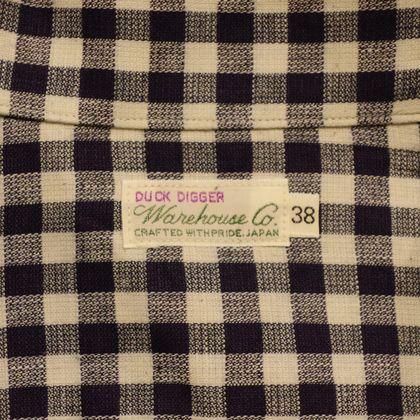 DUCK DIGGER
Warehouse Co.
CRAFTED WITH PRIDE. JAPAN
38